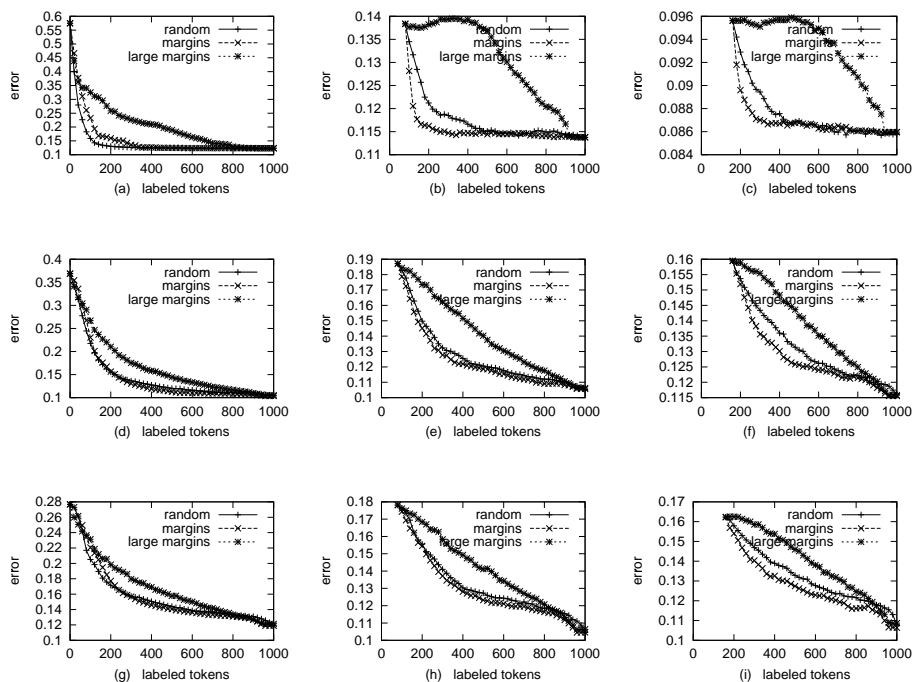 0.6
0.55
0.5
0.45
0.4
0.35
0.3
0.25
0.2
0.15
0.1
error
random
margins
large margins
0 200 400 600 800 1000
(a) labeled tokens
0.14
0.135
0.13
0.125
0.12
0.115
0.11
error
random
margins
large margins
0 200 400 600 800 1000
(b) labeled tokens
0.096
0.094
0.092
0.09
0.088
0.086
0.084
error
random
margins
large margins
0 200 400 600 800 1000
(c) labeled tokens
0.4
0.35
0.3
0.25
0.2
0.15
0.1
error
random
margins
large margins
0 200 400 600 800 1000
(d) labeled tokens
0.19
0.18
0.17
0.16
0.15
0.14
0.13
0.12
0.11
0.1
error
random
margins
large margins
0 200 400 600 800 1000
(e) labeled tokens
0.16
0.155
0.15
0.145
0.14
0.135
0.13
0.125
0.12
0.115
error
random
margins
large margins
0 200 400 600 800 1000
(f) labeled tokens
0.28
0.26
0.24
0.22
0.2
0.18
0.16
0.14
0.12
0.1
error
random
margins
large margins
0 200 400 600 800 1000
(g) labeled tokens
0.18
0.17
0.16
0.15
0.14
0.13
0.12
0.11
0.1
error
random
margins
large margins
0 200 400 600 800 1000
(h) labeled tokens
0.17
0.16
0.15
0.14
0.13
0.12
0.11
0.1
error
random
margins
large margins
0 200 400 600 800 1000
(i) labeled tokens